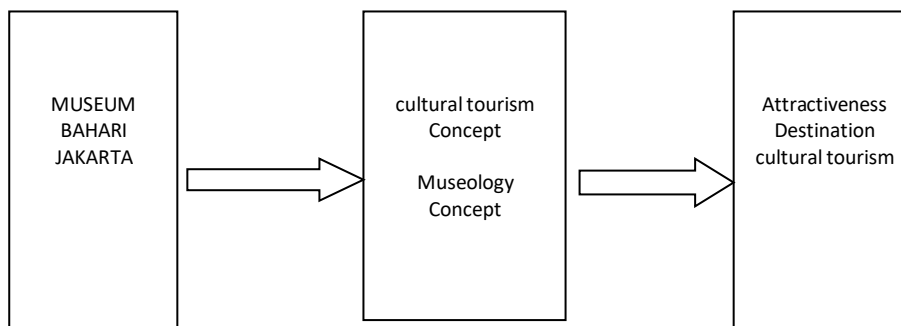 MUSEUM
BAHARI
JAKARTA
cultural tourism
Concept
Museology
Concept
Attractiveness
Destination
cultural tourism